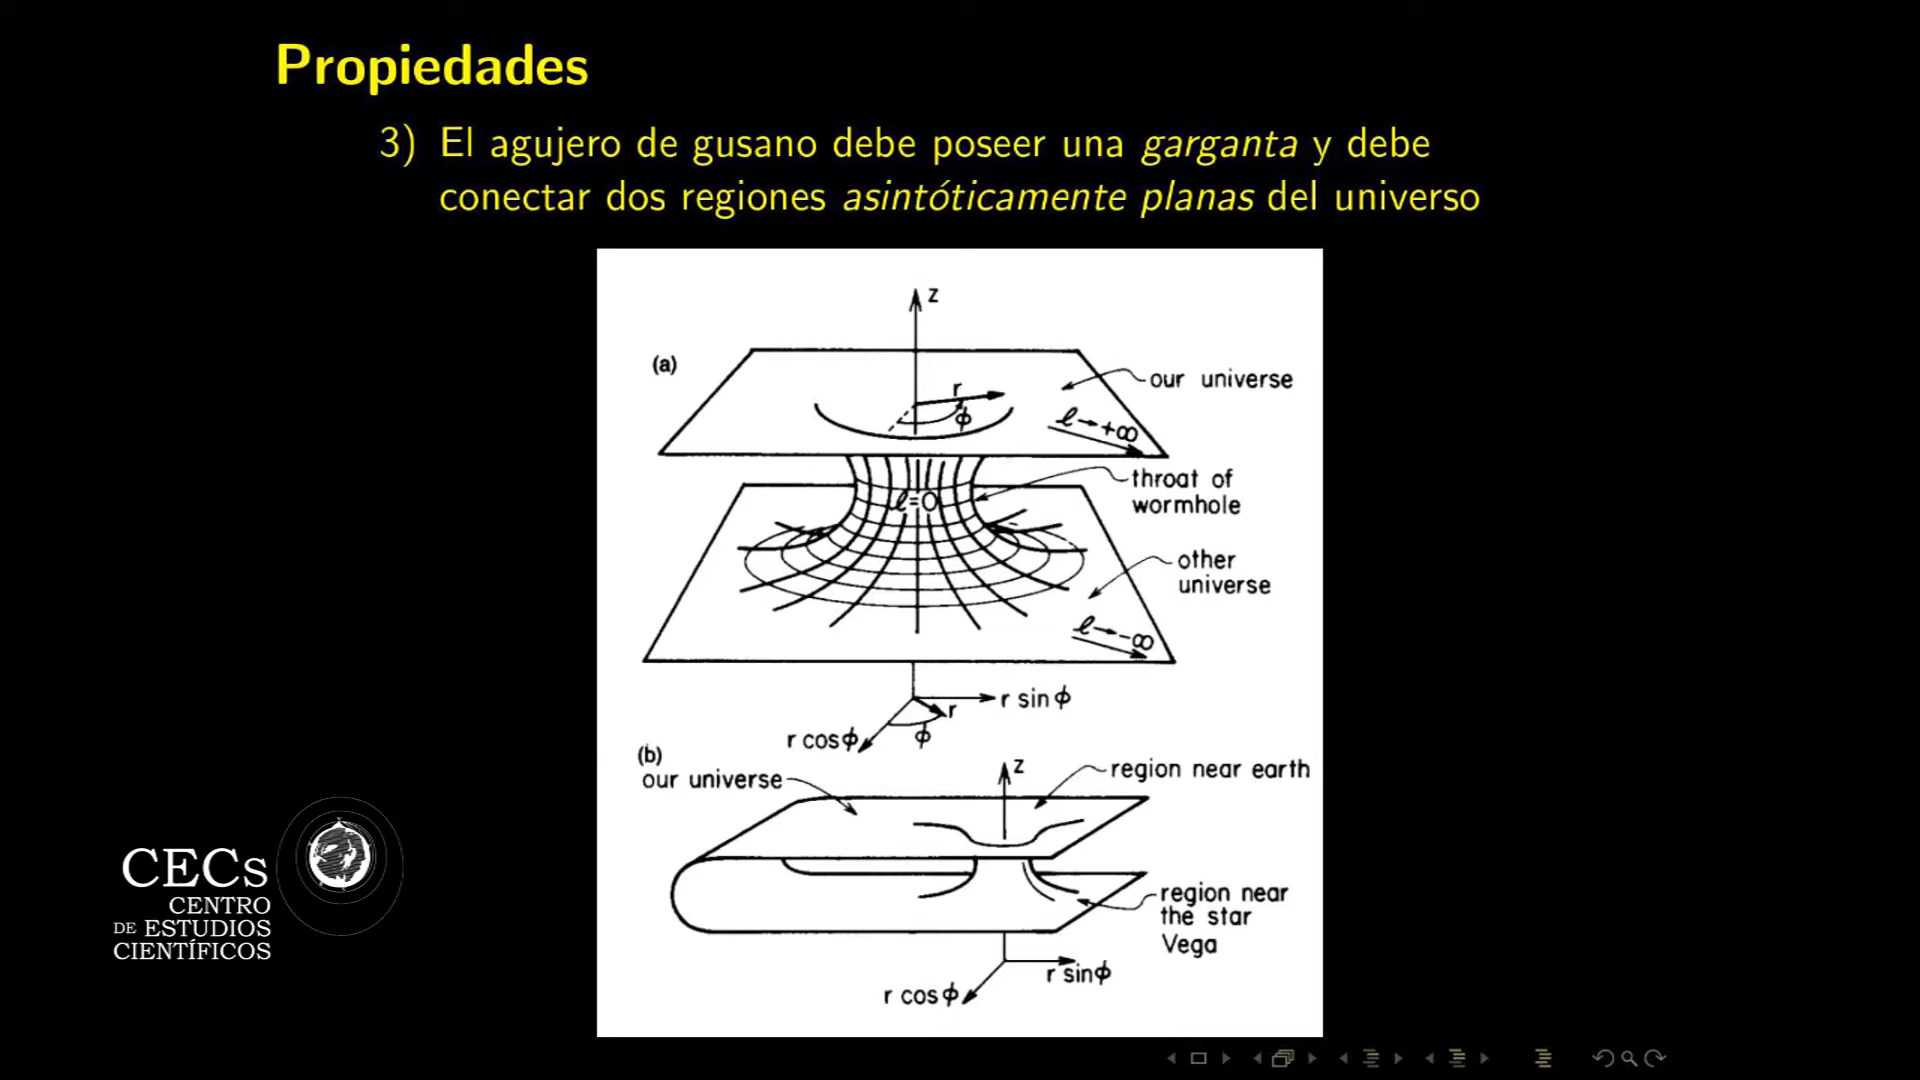 Propiedades
3) El agujero de gusano debe poseer una garganta y debe
conectar dos regiones asintóticamente planas del universo
z
(a)
our universe
r
ϕ
ℓ→+∞
throat of
wormhole
ℓ=0
other
universe
ℓ→-∞
r sin ϕ
r
r cos ϕ
ϕ
(b)
our universe
z
region near earth
region near
the star
Vega
r sin ϕ
r cos ϕ
CECs
CENTRO
DE ESTUDIOS
CIENTÍFICOS